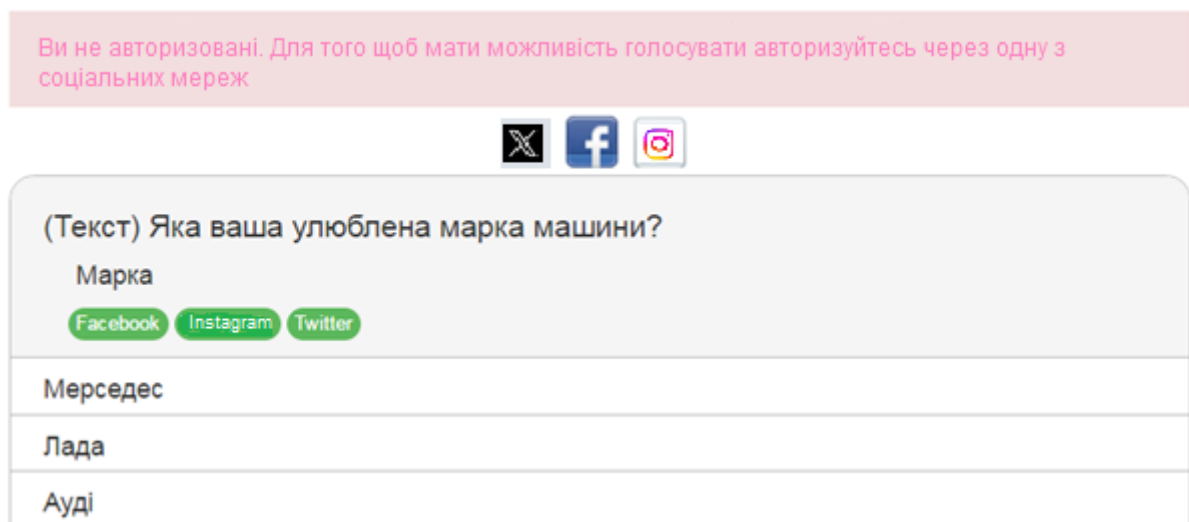 Ви не авторизовані. Для того щоб мати можливість голосувати авторизуйтесь через одну з
соціальних мереж
(Текст) Яка ваша улюблена марка машини?
Марка
Facebook Instagram Twitter
Мерседес
Лада
Ауді